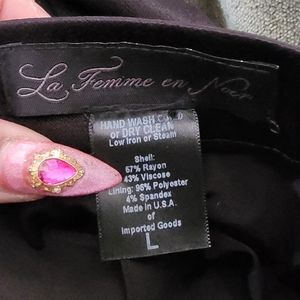 La Femme en Noir
HAND WASH COLD
or DRY CLEAN
Low Iron or Steam
Shell:
57% Rayon
43% Viscose
Lining: 96% Polyester
4% Spandex
Made in U.S.A.
of
Imported Goods
L